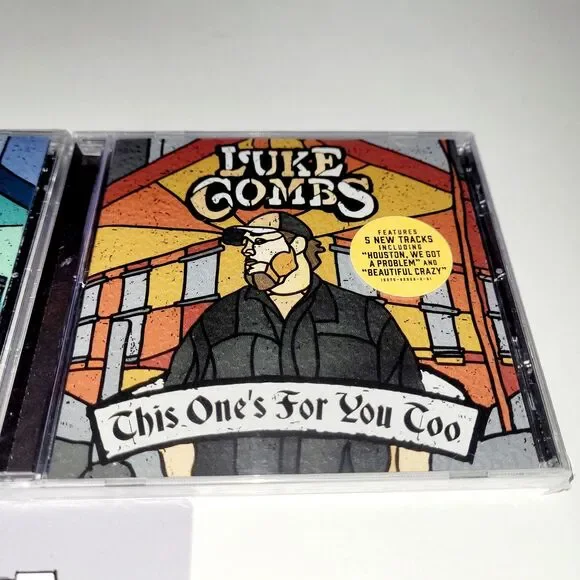 LUKE
COMBS
FEATURES
5 NEW TRACKS
INCLUDING
"HOUSTON, WE GOT
A PROBLEM" AND
"BEAUTIFUL CRAZY"
This One's For You Too